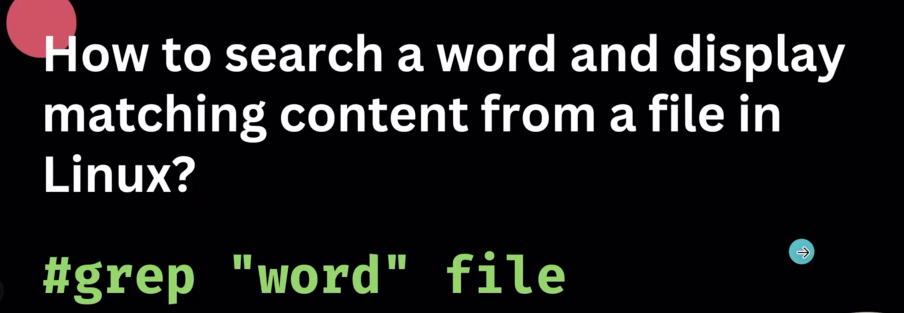 How to search a word and display
matching content from a file in
Linux?
#grep "word" file